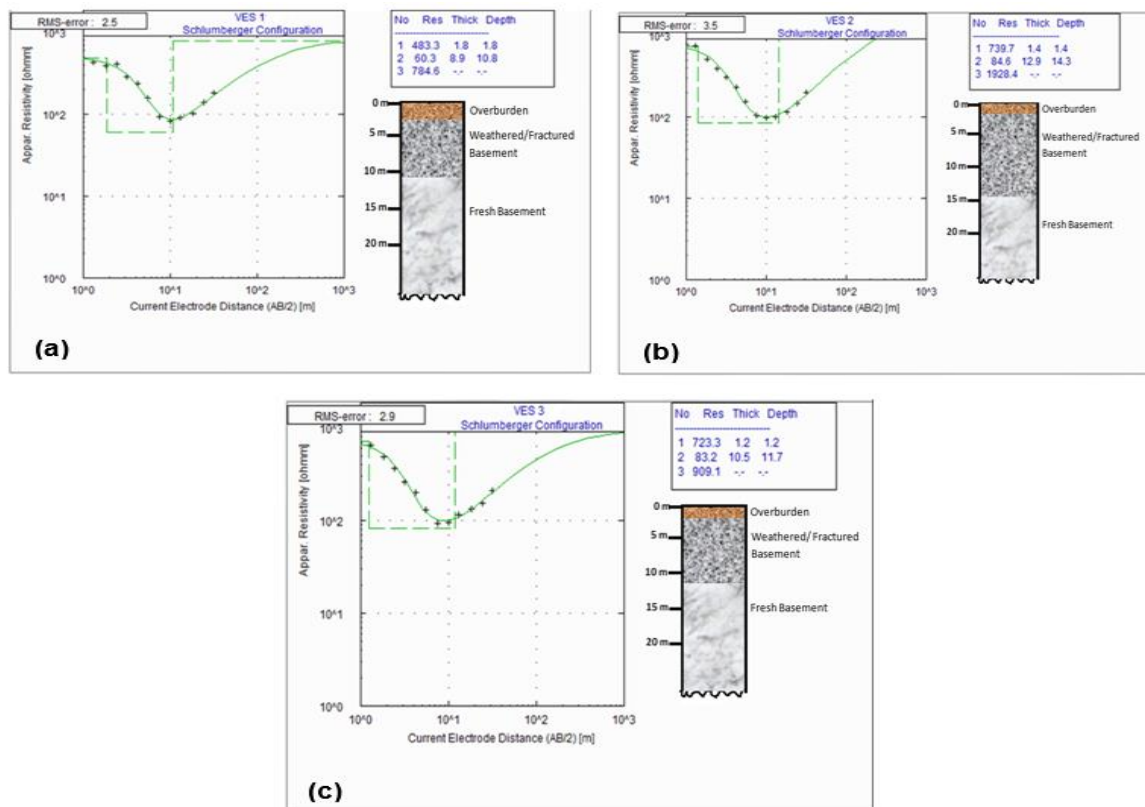 RMS-error : 2.5
VES 1
Schlumberger Configuration
No Res Thick Depth
1 483.3 1.8 1.8
2 60.3 8.9 10.8
3 784.6 -.- -.-
Appar. Resistivity [ohmm]
10^3
10^2
10^1
10^0
10^0 10^1 10^2 10^3
Current Electrode Distance (AB/2) [m]
0 m
5 m
10 m
15 m
20 m
Overburden
Weathered/Fractured
Basement
Fresh Basement
(a)
RMS-error : 3.5
VES 2
Schlumberger Configuration
No Res Thick Depth
1 739.7 1.4 1.4
2 84.6 12.9 14.3
3 1928.4 -.- -.-
Appar. Resistivity [ohmm]
10^3
10^2
10^1
10^0
10^0 10^1 10^2 10^3
Current Electrode Distance (AB/2) [m]
0 m
5 m
10 m
15 m
20 m
Overburden
Weathered/Fractured
Basement
Fresh Basement
(b)
RMS-error : 2.9
VES 3
Schlumberger Configuration
No Res Thick Depth
1 723.3 1.2 1.2
2 83.2 10.5 11.7
3 909.1 -.- -.-
Appar. Resistivity [ohmm]
10^3
10^2
10^1
10^0
10^0 10^1 10^2 10^3
Current Electrode Distance (AB/2) [m]
0 m
5 m
10 m
15 m
20 m
Overburden
Weathered/ Fractured
Basement
Fresh Basement
(c)